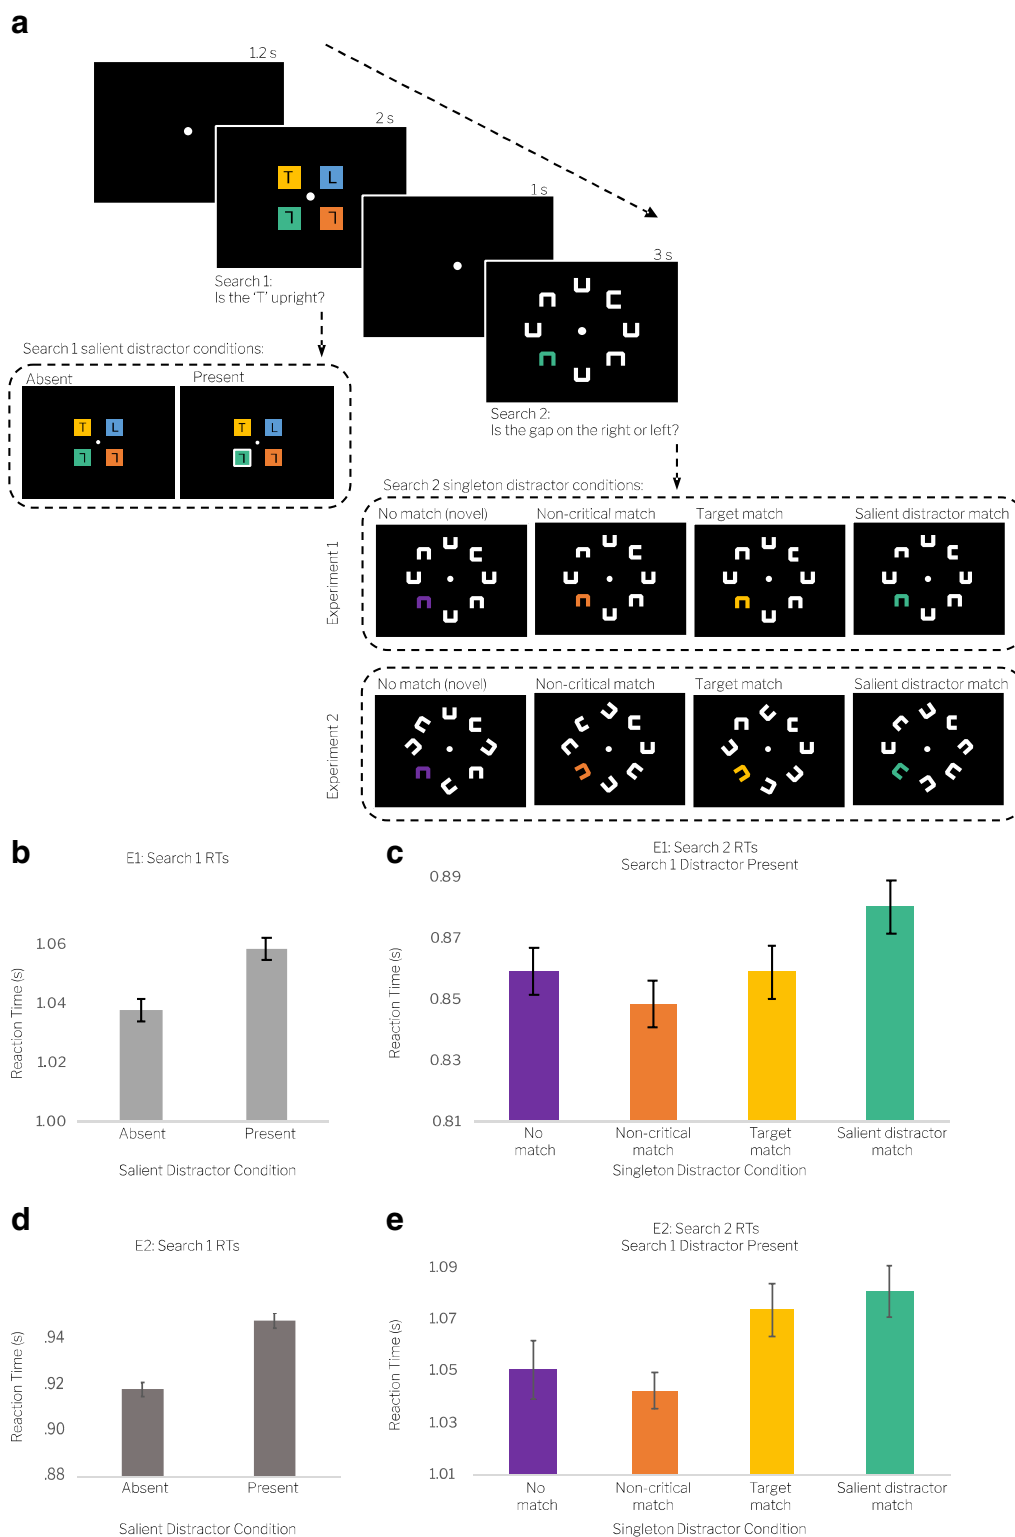 a
1.2 s
2 s
T L
1 s
3 s
Search 1:
Is the ‘T’ upright?
Search 1 salient distractor conditions:
Absent
Present
T L
T L
Search 2:
Is the gap on the right or left?
Search 2 singleton distractor conditions:
No match (novel)
Non-critical match
Target match
Salient distractor match
Experiment 1
No match (novel)
Non-critical match
Target match
Salient distractor match
Experiment 2
b
E1: Search 1 RTs
Reaction Time (s)
1.06
1.04
1.02
1.00
Absent
Present
Salient Distractor Condition
c
E1: Search 2 RTs
Search 1 Distractor Present
Reaction Time (s)
0.89
0.87
0.85
0.83
0.81
No
match
Non-critical
match
Target
match
Salient distractor
match
Singleton Distractor Condition
d
E2: Search 1 RTs
Reaction Time (s)
.94
.92
.90
.88
Absent
Present
Salient Distractor Condition
e
E2: Search 2 RTs
Search 1 Distractor Present
Reaction Time (s)
1.09
1.07
1.05
1.03
1.01
No
match
Non-critical
match
Target
match
Salient distractor
match
Singleton Distractor Condition